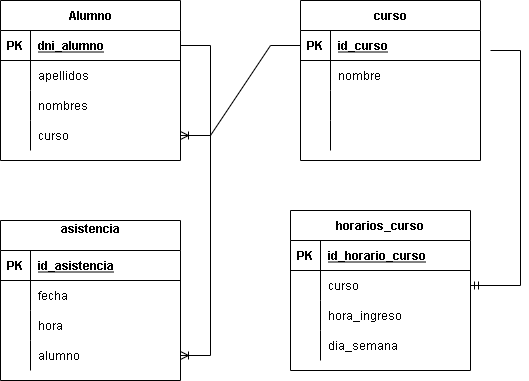 Alumno
PK dni_alumno
apellidos
nombres
curso
curso
PK id_curso
nombre
asistencia
PK id_asistencia
fecha
hora
alumno
horarios_curso
PK id_horario_curso
curso
hora_ingreso
dia_semana